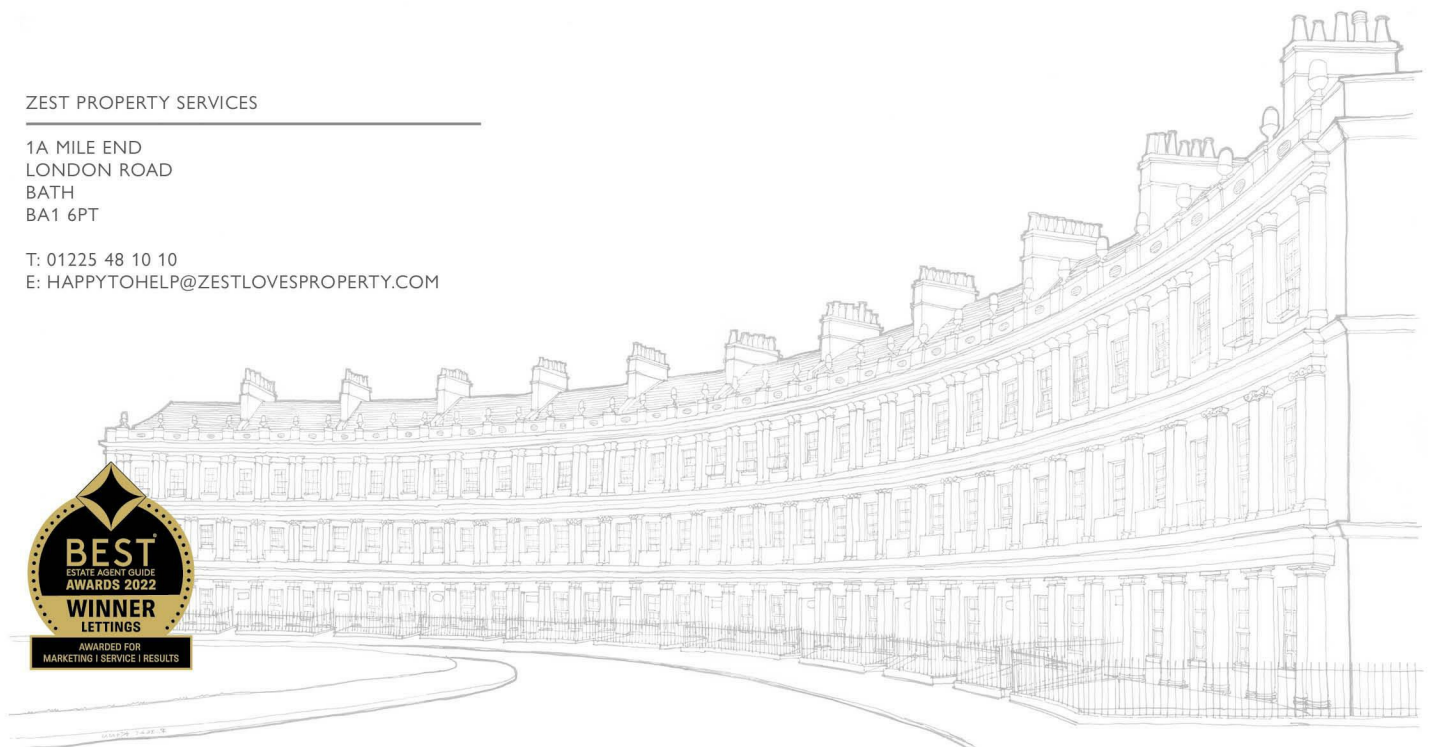 ZEST PROPERTY SERVICES
1A MILE END
LONDON ROAD
BATH
BA1 6PT
T: 01225 48 10 10
E: HAPPYTOHELP@ZESTLOVESPROPERTY.COM
BEST
ESTATE AGENT GUIDE
AWARDS 2022
WINNER
LETTINGS
AWARDED FOR
MARKETING | SERVICE | RESULTS